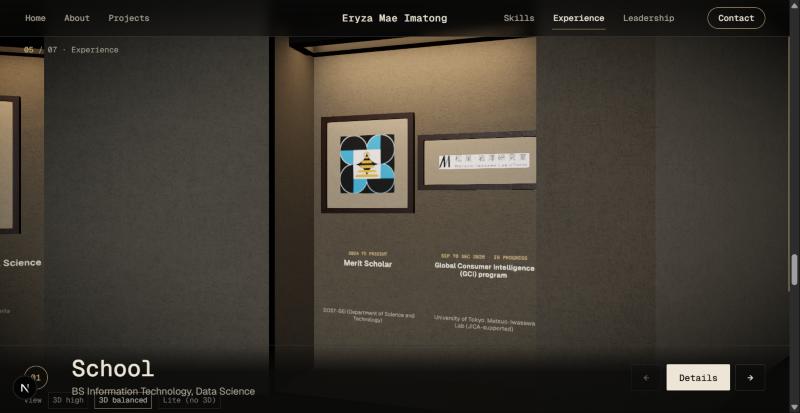 Home
About
Projects
Eryza Mae Imatong
Skills
Experience
Leadership
Contact
05 / 07 · Experience
Science
2024 TO PRESENT
Merit Scholar
DOST-SEI (Department of Science and
Technology)
SEP TO DEC 2025 · IN PROGRESS
Global Consumer Intelligence
(GCI) program
University of Tokyo, Matsuo-Iwasawa
Lab (JICA-supported)
01
School
BS Information Technology, Data Science
N
View
3D high
3D balanced
Lite (no 3D)
←
Details
→